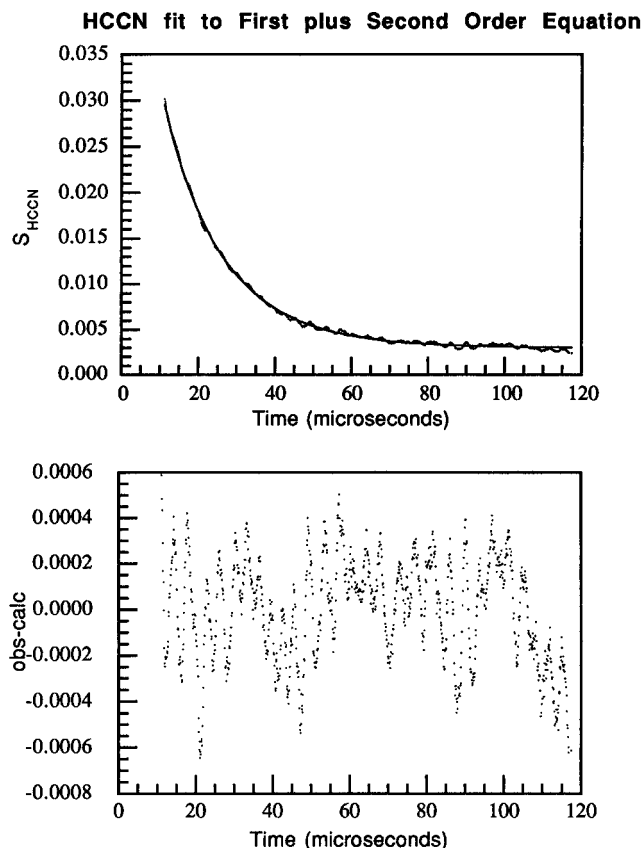 HCCN fit to First plus Second Order Equation
0.035
0.030
0.025
0.020
0.015
0.010
0.005
0.000
S_HCCN
0 20 40 60 80 100 120
Time (microseconds)
0.0006
0.0004
0.0002
0.0000
-0.0002
-0.0004
-0.0006
-0.0008
obs-calc
0 20 40 60 80 100 120
Time (microseconds)